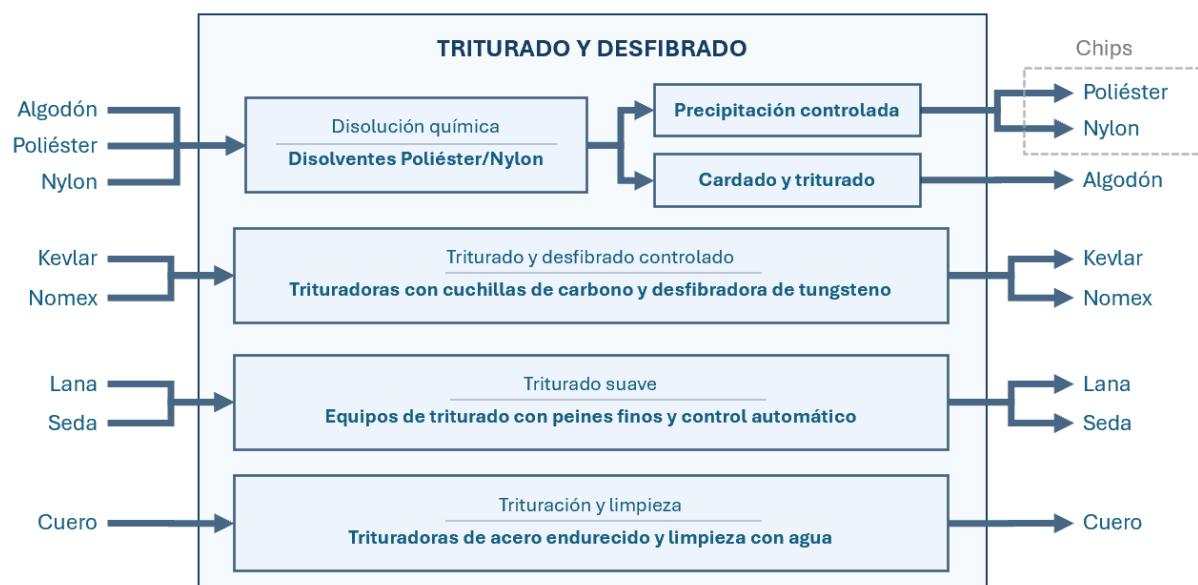 TRITURADO Y DESFIBRADO
Chips
Algodón
Poliéster
Nylon
Disolución química
Disolventes Poliéster/Nylon
Precipitación controlada
Cardado y triturado
Poliéster
Nylon
Algodón
Kevlar
Nomex
Triturado y desfibrado controlado
Trituradoras con cuchillas de carbono y desfibradora de tungsteno
Kevlar
Nomex
Lana
Seda
Triturado suave
Equipos de triturado con peines finos y control automático
Lana
Seda
Cuero
Trituración y limpieza
Trituradoras de acero endurecido y limpieza con agua
Cuero